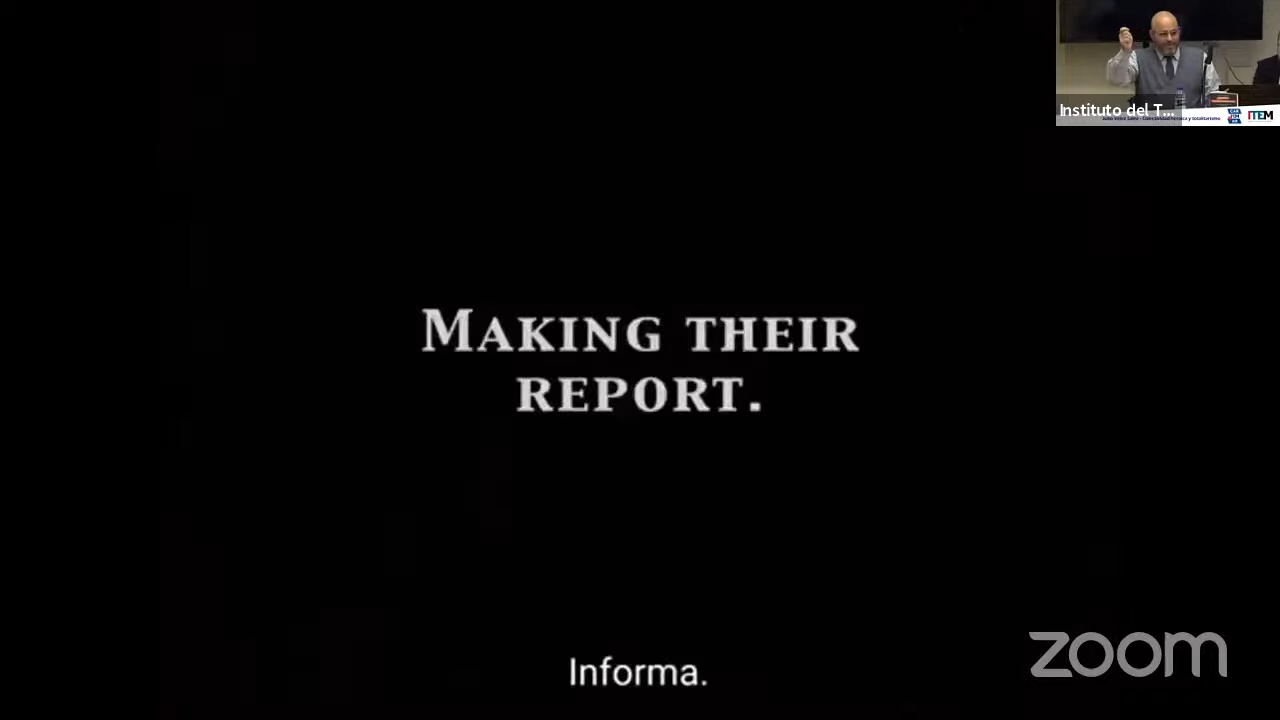 Instituto del T...
ITEM
MAKING THEIR
REPORT.
Informa.
zoom